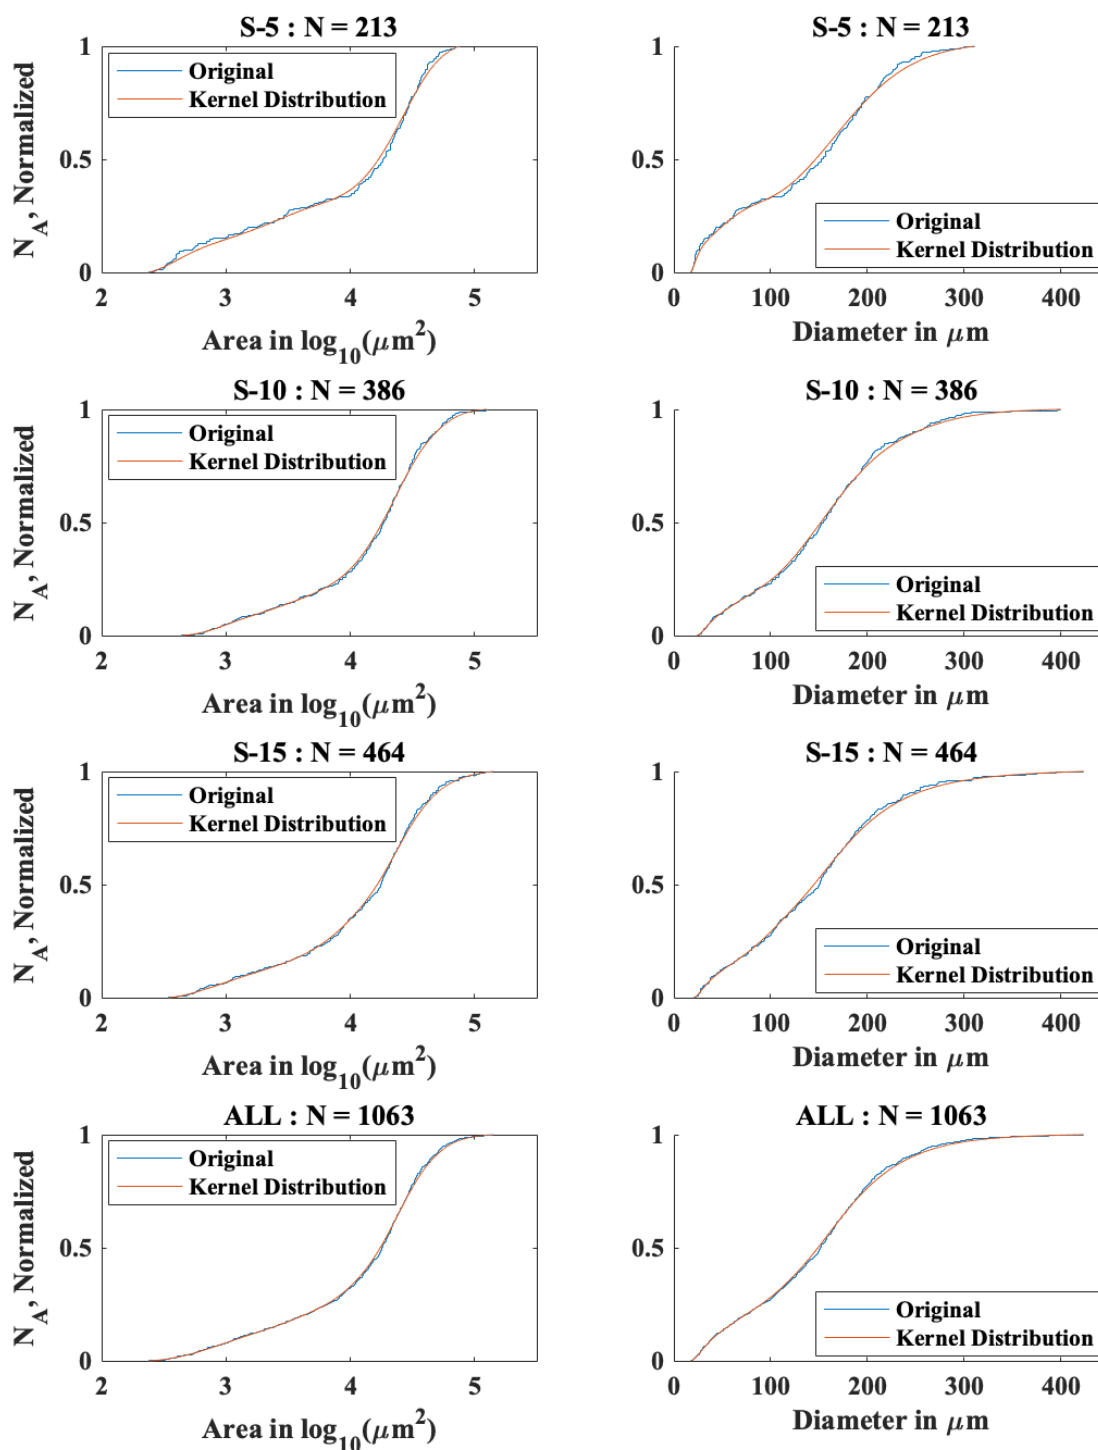 S-5 : N = 213
S-5 : N = 213
N_A, Normalized
1
0.5
0
Original
Kernel Distribution
2 3 4 5
Area in log₁₀(μm²)
1
0.5
0
Original
Kernel Distribution
0 100 200 300 400
Diameter in μm
S-10 : N = 386
S-10 : N = 386
N_A, Normalized
1
0.5
0
Original
Kernel Distribution
2 3 4 5
Area in log₁₀(μm²)
1
0.5
0
Original
Kernel Distribution
0 100 200 300 400
Diameter in μm
S-15 : N = 464
S-15 : N = 464
N_A, Normalized
1
0.5
0
Original
Kernel Distribution
2 3 4 5
Area in log₁₀(μm²)
1
0.5
0
Original
Kernel Distribution
0 100 200 300 400
Diameter in μm
ALL : N = 1063
ALL : N = 1063
N_A, Normalized
1
0.5
0
Original
Kernel Distribution
2 3 4 5
Area in log₁₀(μm²)
1
0.5
0
Original
Kernel Distribution
0 100 200 300 400
Diameter in μm